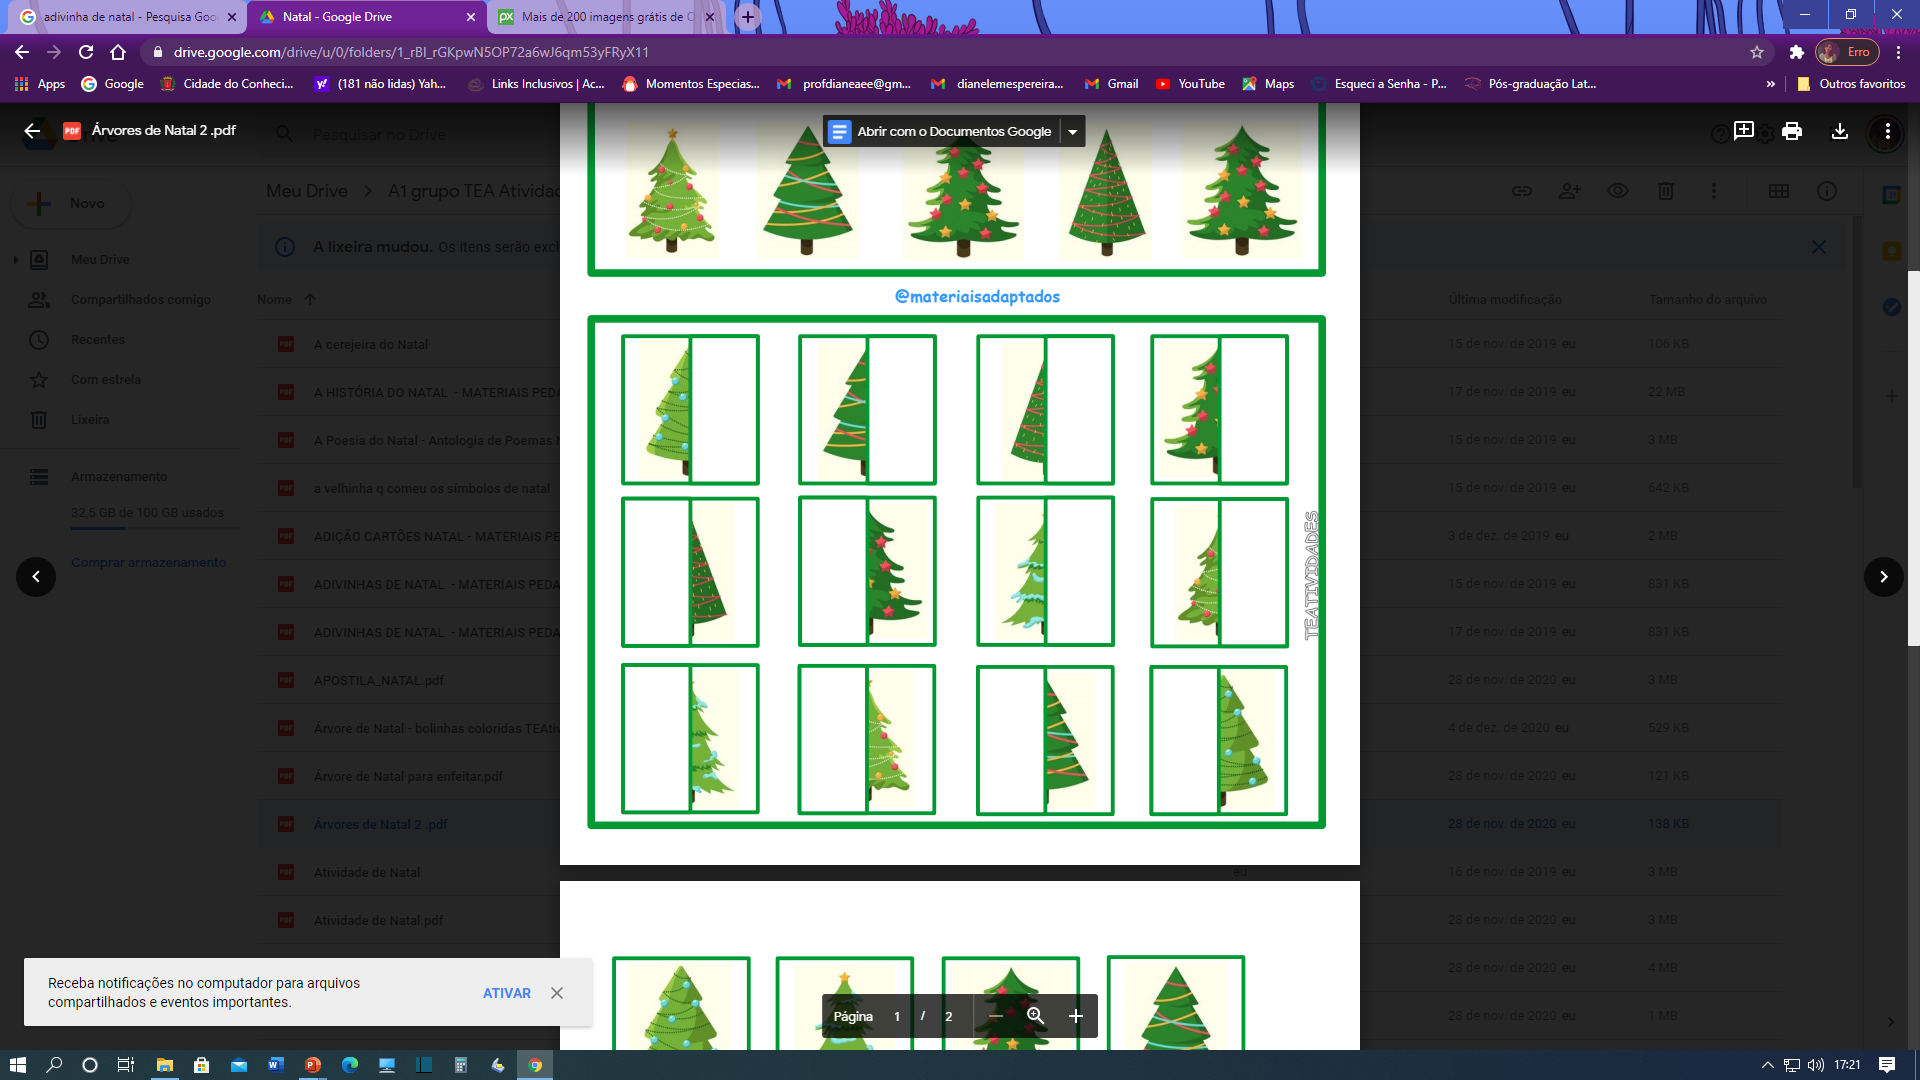 adivinha de natal - Pesquisa Goo
Natal - Google Drive
Mais de 200 imagens grátis de
drive.google.com/drive/u/0/folders/1_rBl_rGKpwN5OP72a6wJ6qm53yFRyX11
Erro
Apps
Google
Cidade do Conheci...
(181 não lidas) Yah...
Links Inclusivos | Ac...
Momentos Especias...
profdianeaee@gm...
dianelemespereira...
Gmail
YouTube
Maps
Esqueci a Senha - P...
Pós-graduação Lat...
»
Outros favoritos
PDF
Árvores de Natal 2 .pdf
Pesquisar no Drive
Abrir com o Documentos Google
Novo
Meu Drive > A1 grupo TEA Atividad
A lixeira mudou. Os itens serão excl
Meu Drive
Compartilhados comigo
Recentes
Com estrela
Lixeira
Armazenamento
32,5 GB de 100 GB usados
Comprar armazenamento
Nome
Última modificação
Tamanho do arquivo
A cerejeira do Natal
15 de nov. de 2019 eu
106 KB
A HISTÓRIA DO NATAL - MATERIAIS PEDA
17 de nov. de 2019 eu
22 MB
A Poesia do Natal - Antologia de Poemas
15 de nov. de 2019 eu
3 MB
a velhinha q comeu os símbolos de natal
15 de nov. de 2019 eu
642 KB
ADIÇÃO CARTÕES NATAL - MATERIAIS PE
3 de dez. de 2019 eu
2 MB
ADIVINHAS DE NATAL - MATERIAIS PEDA
15 de nov. de 2019 eu
831 KB
ADIVINHAS DE NATAL - MATERIAIS PEDA
17 de nov. de 2019 eu
831 KB
APOSTILA_NATAL.pdf
28 de nov. de 2020 eu
3 MB
Árvore de Natal - bolinhas coloridas TEAtiv
4 de dez. de 2020 eu
529 KB
Árvore de Natal para enfeitar.pdf
28 de nov. de 2020 eu
121 KB
Árvores de Natal 2 .pdf
28 de nov. de 2020 eu
138 KB
Atividade de Natal
eu
16 de nov. de 2019 eu
3 MB
Atividade de Natal.pdf
28 de nov. de 2020 eu
3 MB
28 de nov. de 2020 eu
4 MB
28 de nov. de 2020 eu
1 MB
@materiaisadaptados
TEATIVIDADES
Receba notificações no computador para arquivos
compartilhados e eventos importantes.
ATIVAR
Página 1 / 2
17:21